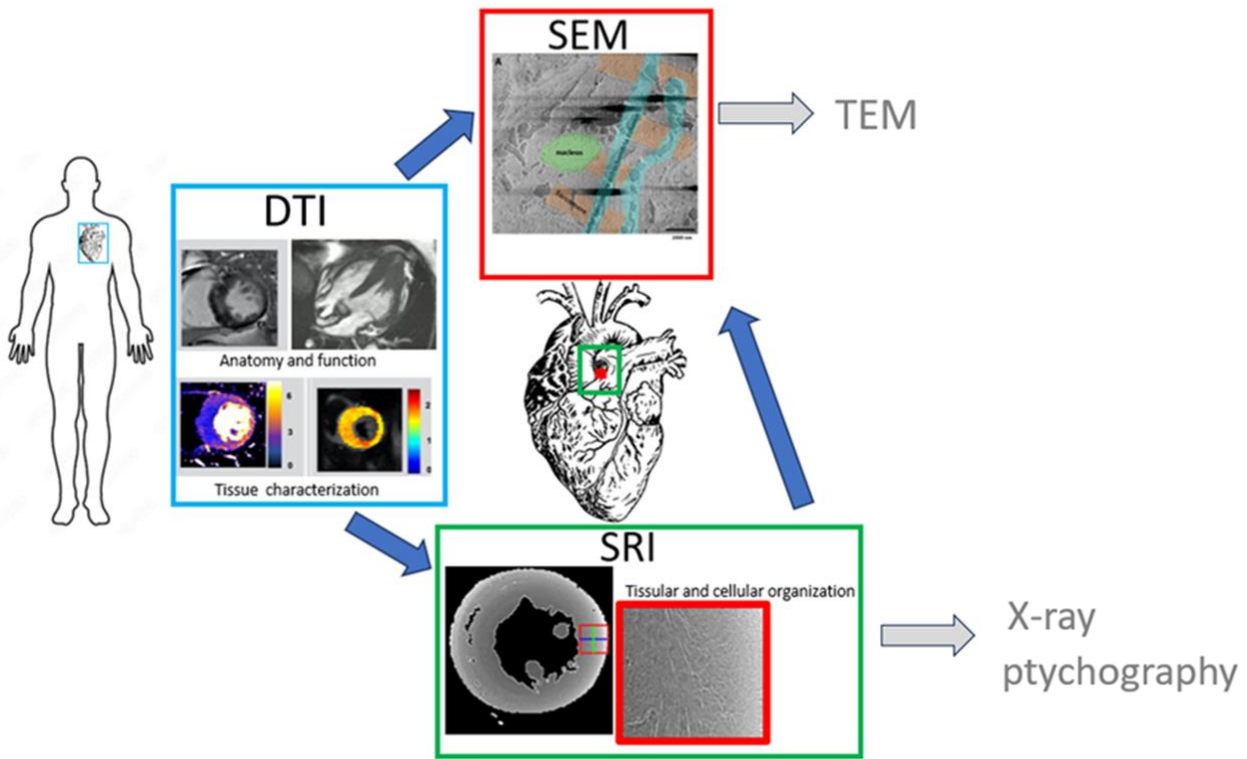 SEM
A
nucleus
TEM
DTI
Anatomy and function
6
3
0
2
1
0
Tissue characterization
SRI
Tissular and cellular organization
X-ray
ptychography